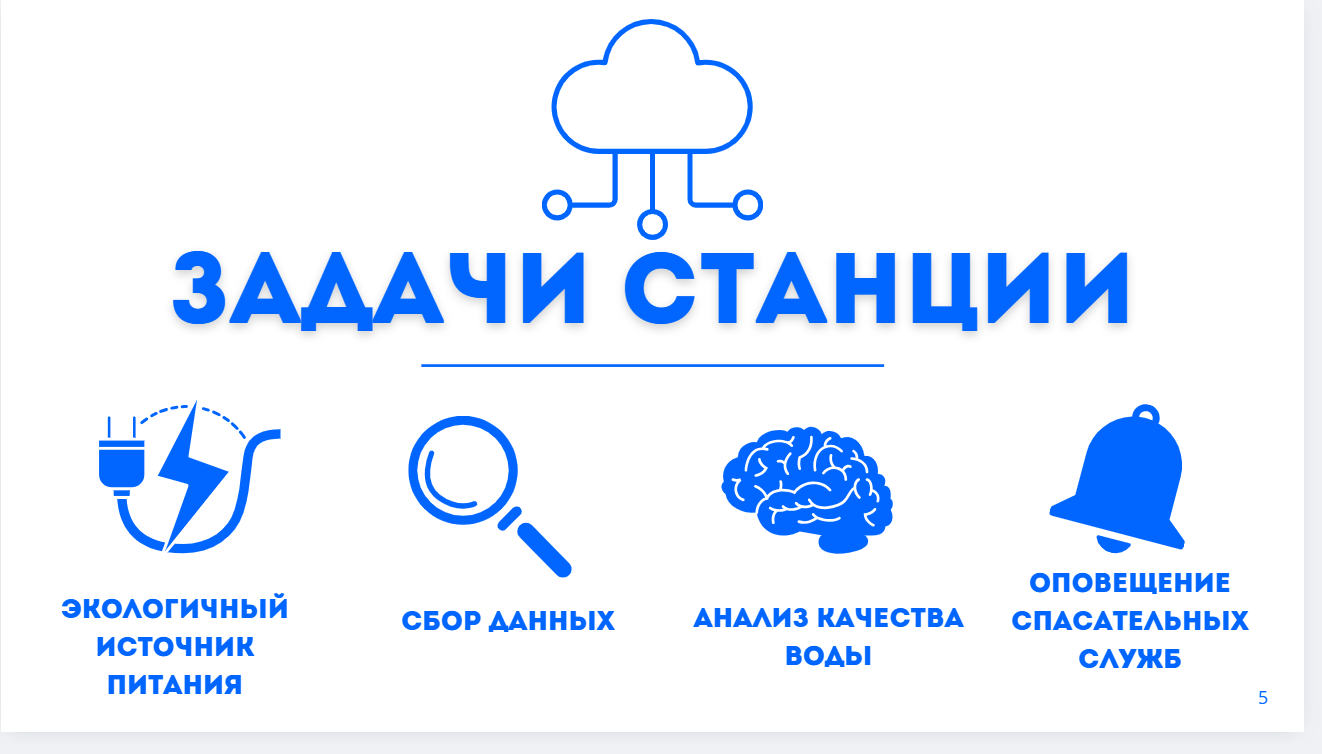 ЗАДАЧИ СТАНЦИИ
ЭКОЛОГИЧНЫЙ
ИСТОЧНИК
ПИТАНИЯ
СБОР ДАННЫХ
АНАЛИЗ КАЧЕСТВА
ВОДЫ
ОПОВЕЩЕНИЕ
СПАСАТЕЛЬНЫХ
СЛУЖБ
5